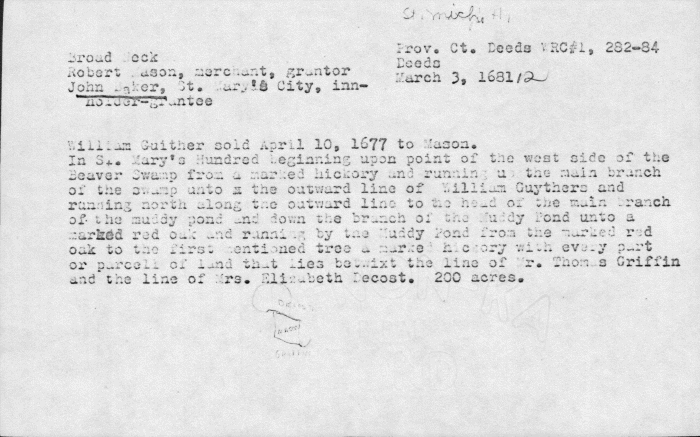 St. Mich's H,
Prov. Ct. Deeds WRC#1, 282-84
Deeds
March 3, 1681/2
Broad Neck
Robert Mason, merchant, grantor
John Baker, St. Mary's City, inn-
holder-grantee
William Guither sold April 10, 1677 to Mason.
In St. Mary's Hundred beginning upon point of the west side of the
Beaver Swamp from a marked hickory and running up the main branch
of the swamp unto x the outward line of William Guythers and
running north along the outward line to he head of the main branch
of the muddy pond and down the branch of the Muddy Pond unto a
marked red oak and running by the Muddy Pond from the marked red
oak to the first mentioned tree a marked hickory with every part
or parcell of land that lies betwixt the line of Mr. Thomas Griffin
and the line of Mrs. Elizabeth Decost. 200 acres.